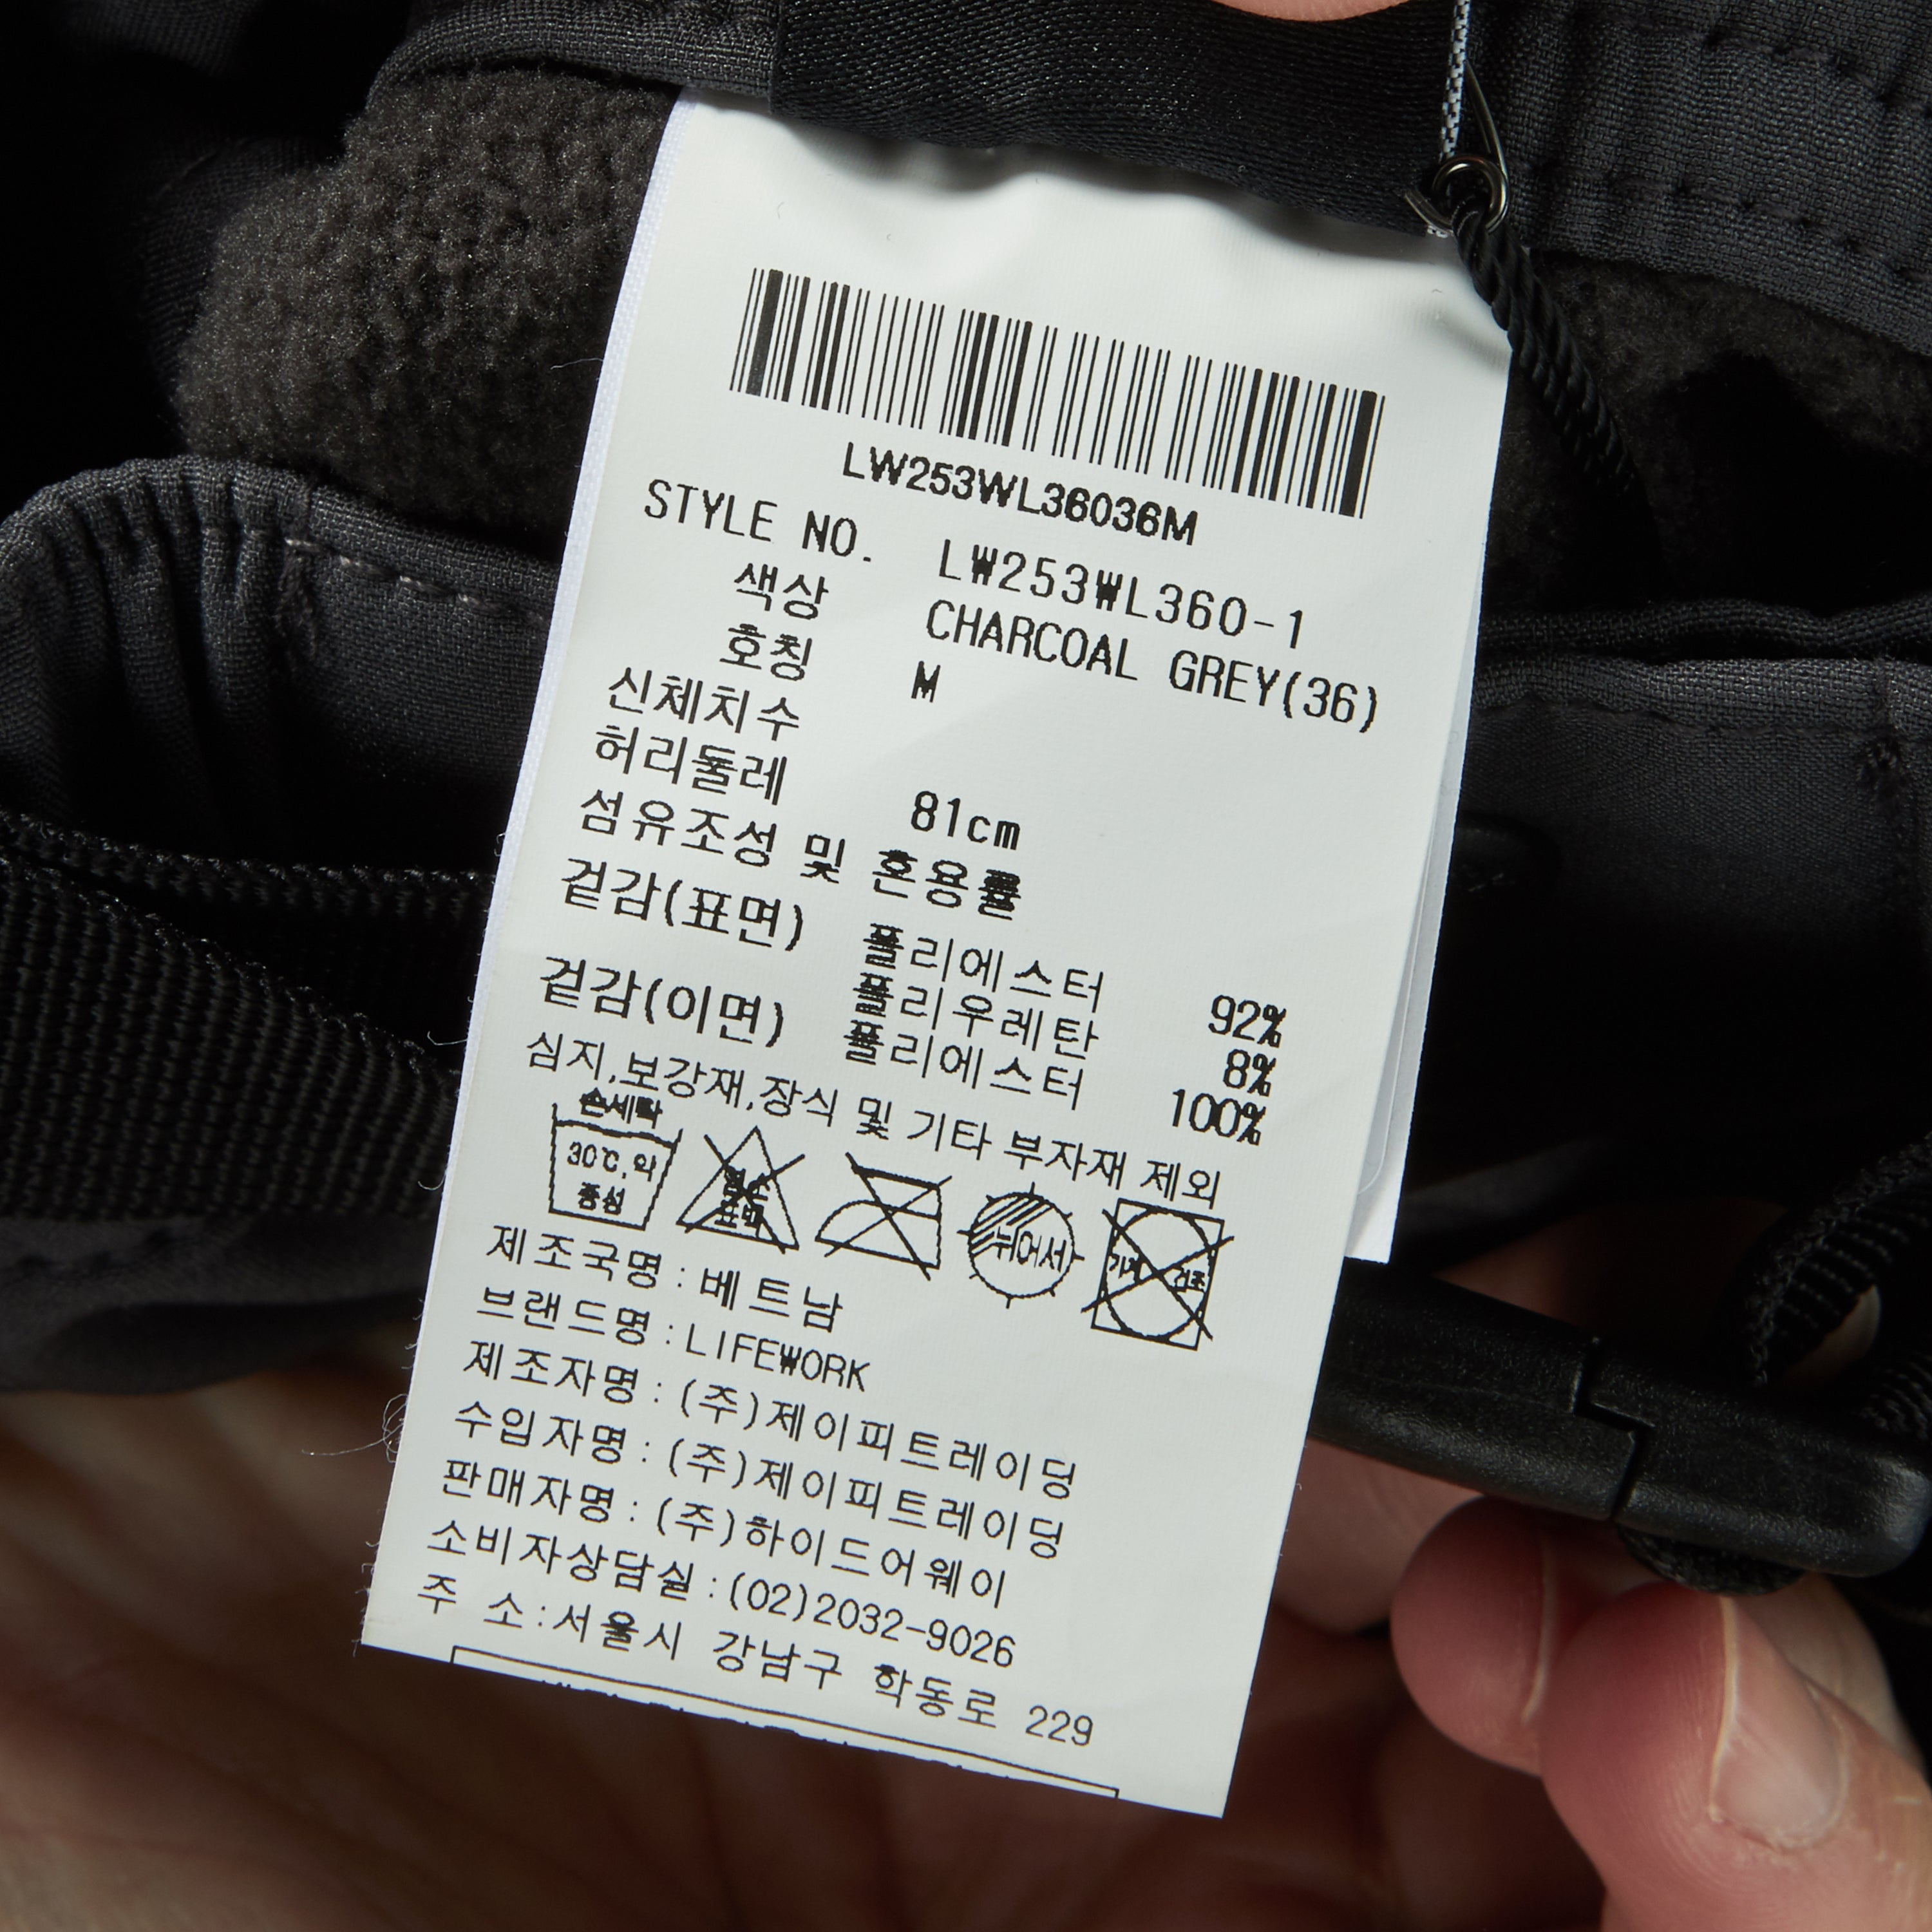 LW253WL36036M
STYLE NO. LW253WL360-1
색상 CHARCOAL GREY(36)
호칭 M
신체치수
허리둘레 81cm
섬유조성 및 혼용률
겉감(표면) 폴리에스터 92%
폴리우레탄 8%
겉감(이면) 폴리에스터 100%
심지,보강재,장식 및 기타 부자재 제외
손세탁
30℃,약
중성
염소
표백
뉘어서
기계 건조
제조국명:베트남
브랜드명:LIFEWORK
제조자명:(주)제이피트레이딩
수입자명:(주)제이피트레이딩
판매자명:(주)하이드어웨이
소비자상담실:(02)2032-9026
주 소:서울시 강남구 학동로 229